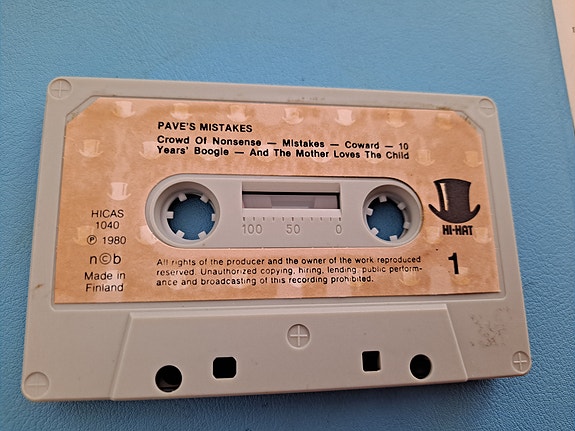 PAVE'S MISTAKES
Crowd Of Nonsense — Mistakes — Coward — 10
Years' Boogie — And The Mother Loves The Child
HICAS
1040
Ⓟ 1980
n©b
Made in
Finland
100 50 0
HI-HAT
1
All rights of the producer and the owner of the work reproduced
reserved. Unauthorized copying, hiring, lending, public perform-
ance and broadcasting of this recording prohibited.